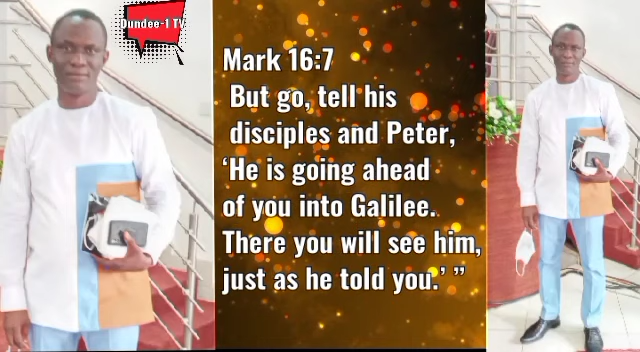 Dundee-1 TV
Mark 16:7
But go, tell his
disciples and Peter,
‘He is going ahead
of you into Galilee.
There you will see him,
just as he told you.’ ”